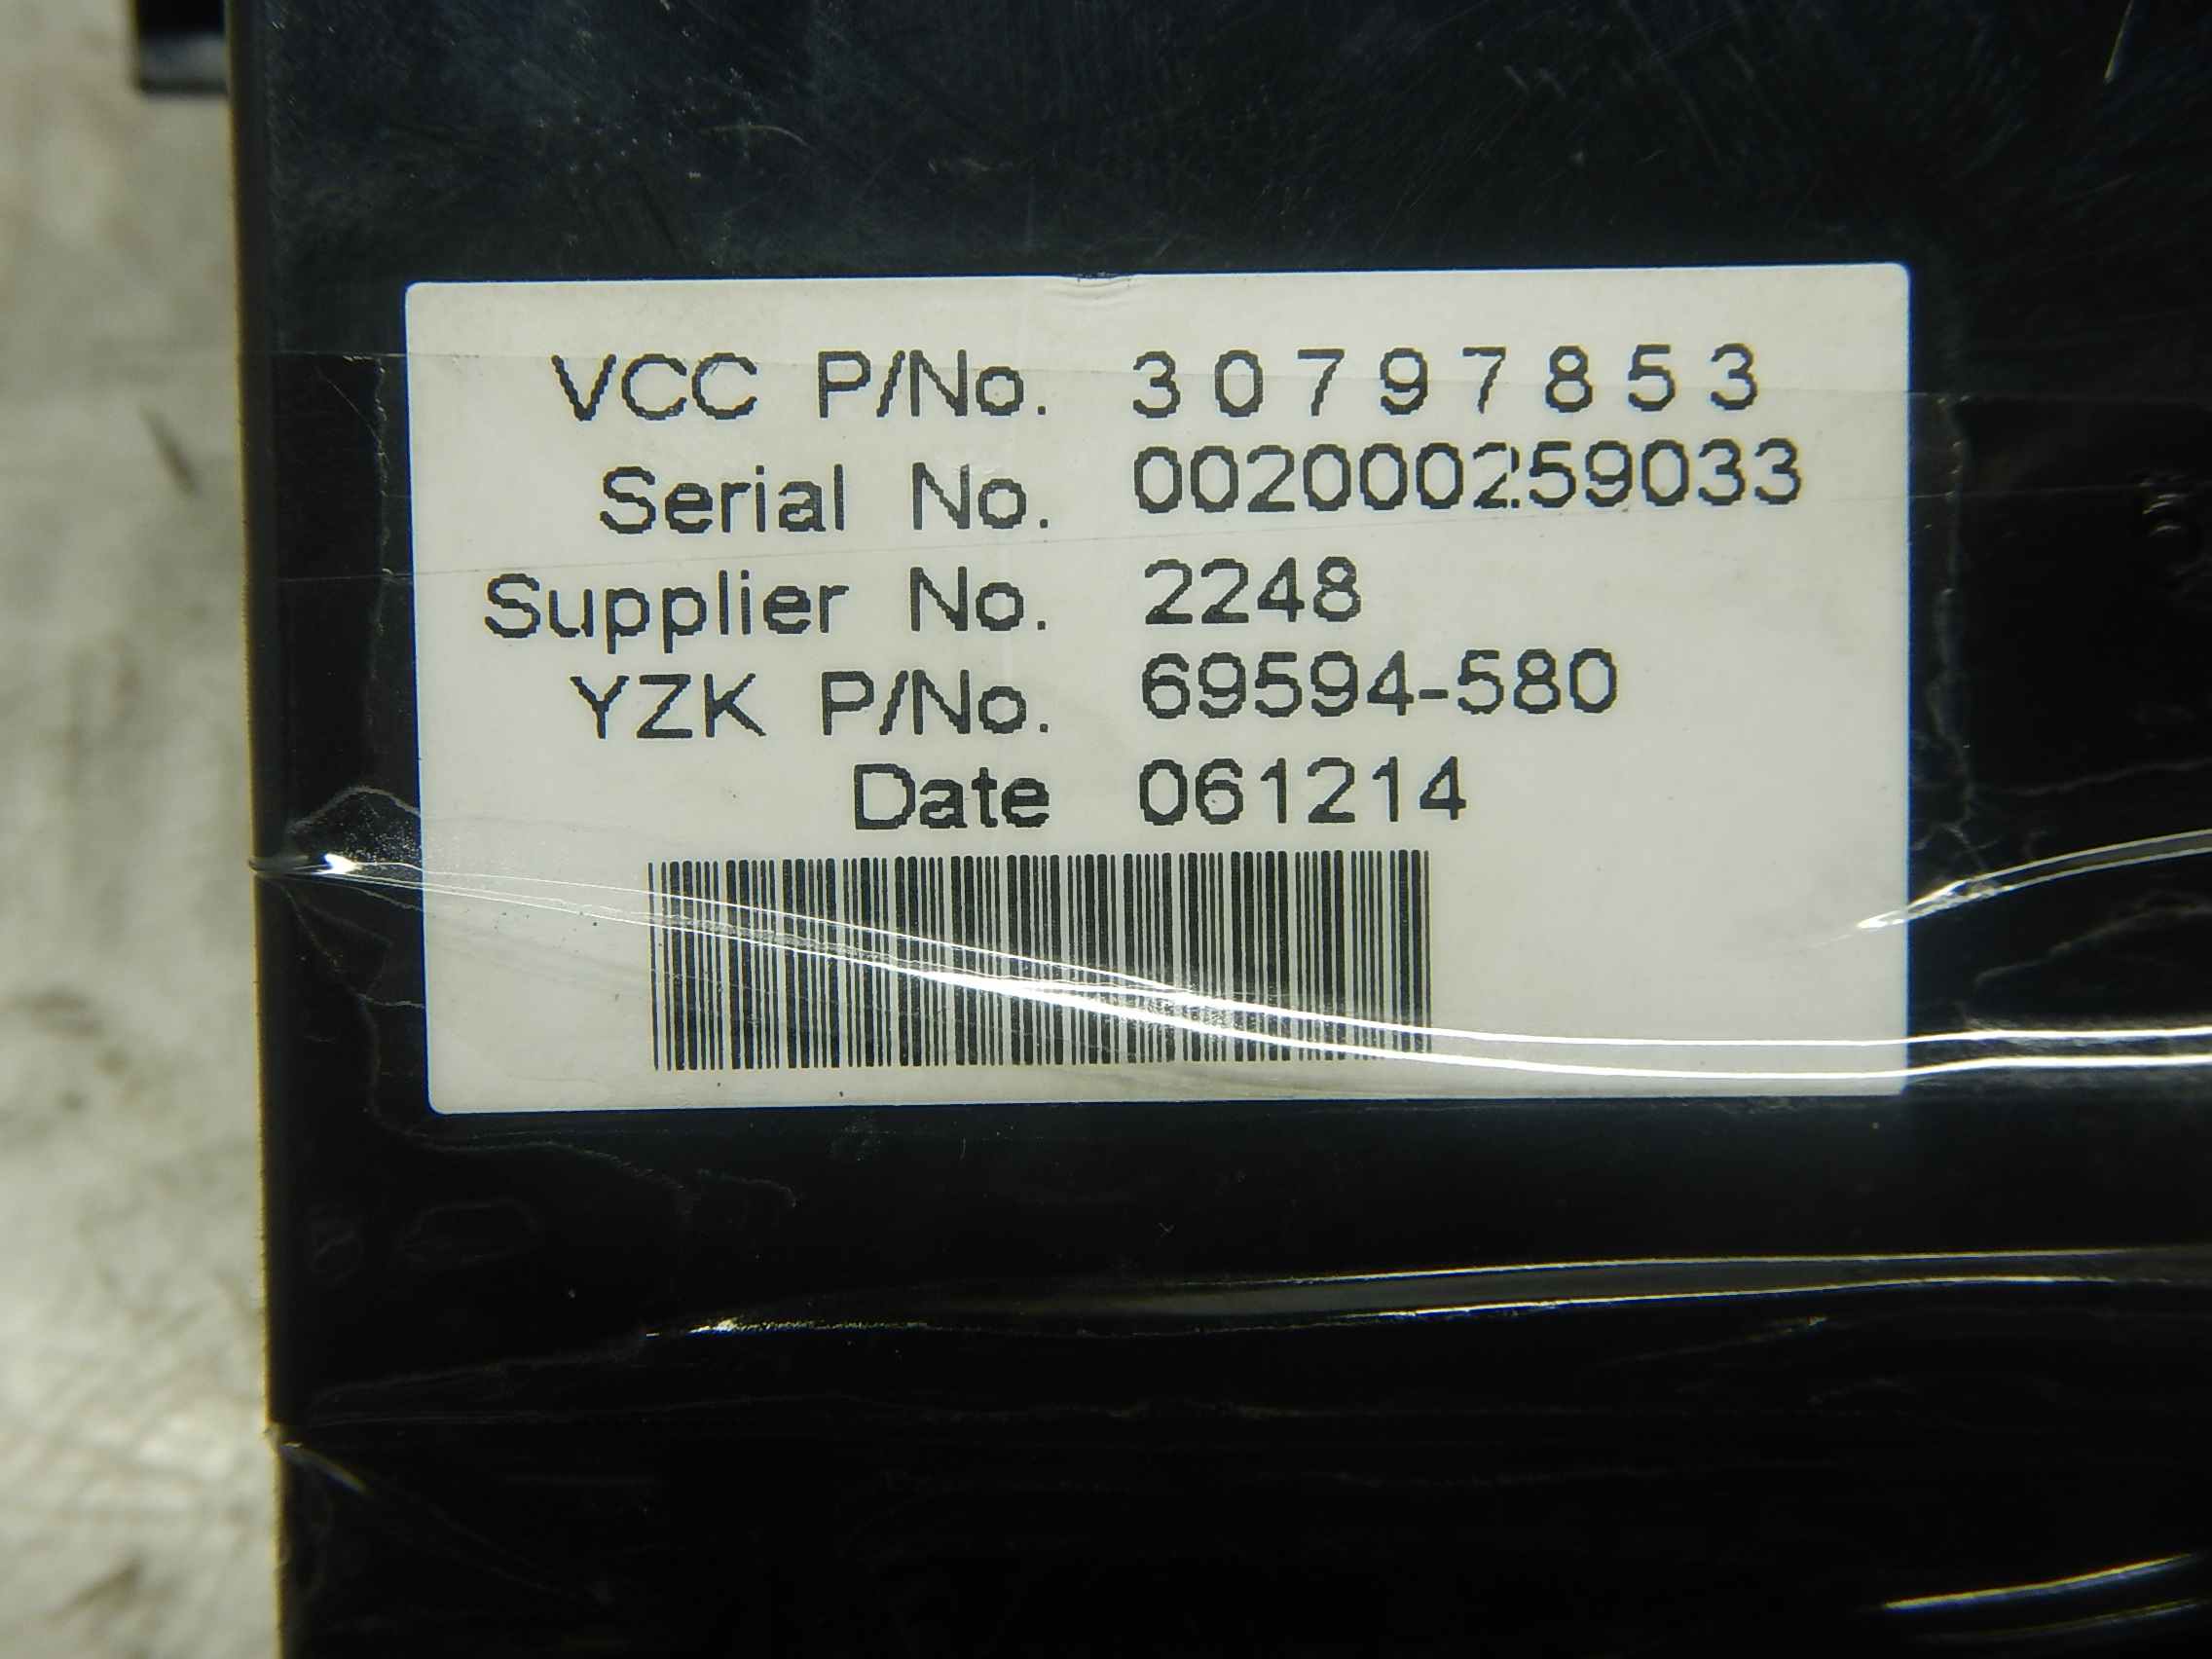 VCC P/No. 30797853
Serial No. 002000259033
Supplier No. 2248
YZK P/No. 69594-580
Date 061214